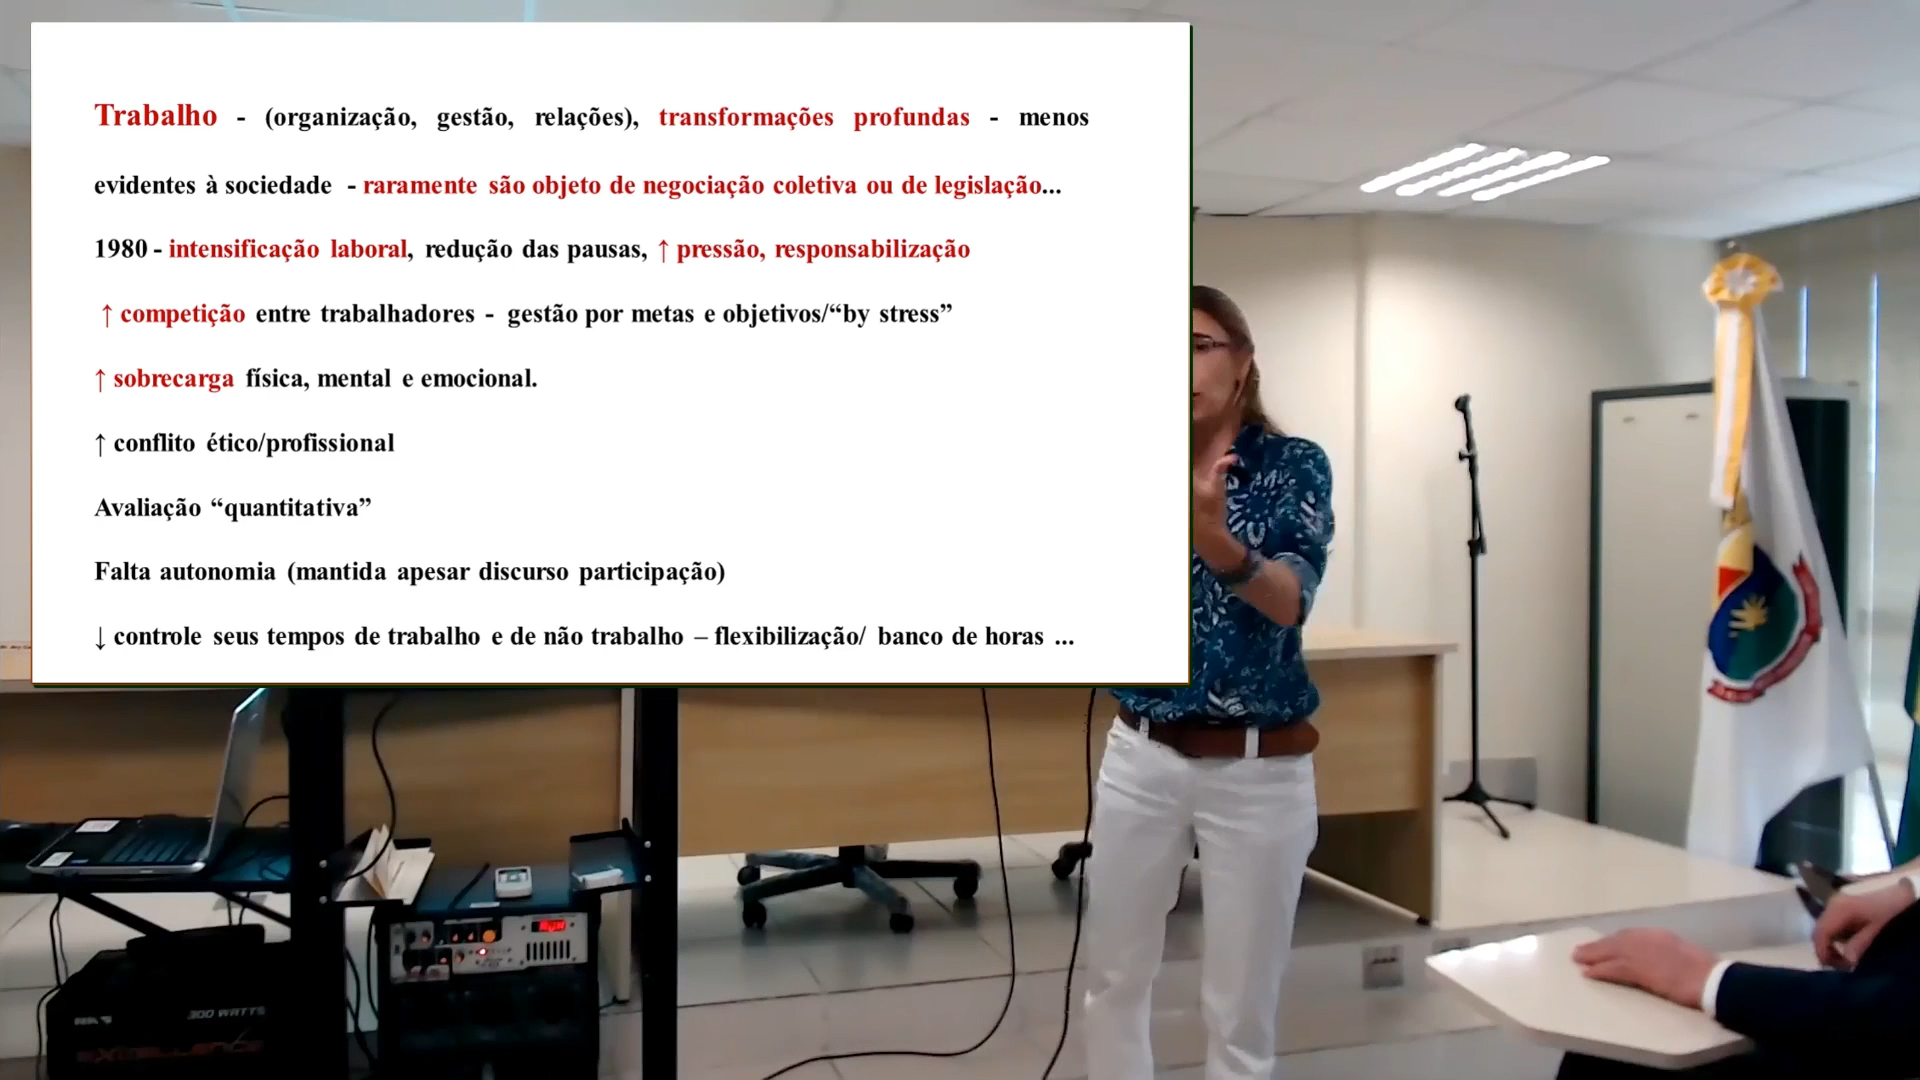 Trabalho - (organização, gestão, relações), transformações profundas - menos
evidentes à sociedade - raramente são objeto de negociação coletiva ou de legislação...
1980 - intensificação laboral, redução das pausas, ↑ pressão, responsabilização
↑ competição entre trabalhadores - gestão por metas e objetivos/“by stress”
↑ sobrecarga física, mental e emocional.
↑ conflito ético/profissional
Avaliação “quantitativa”
Falta autonomia (mantida apesar discurso participação)
↓ controle seus tempos de trabalho e de não trabalho – flexibilização/ banco de horas ...
300 WATTS